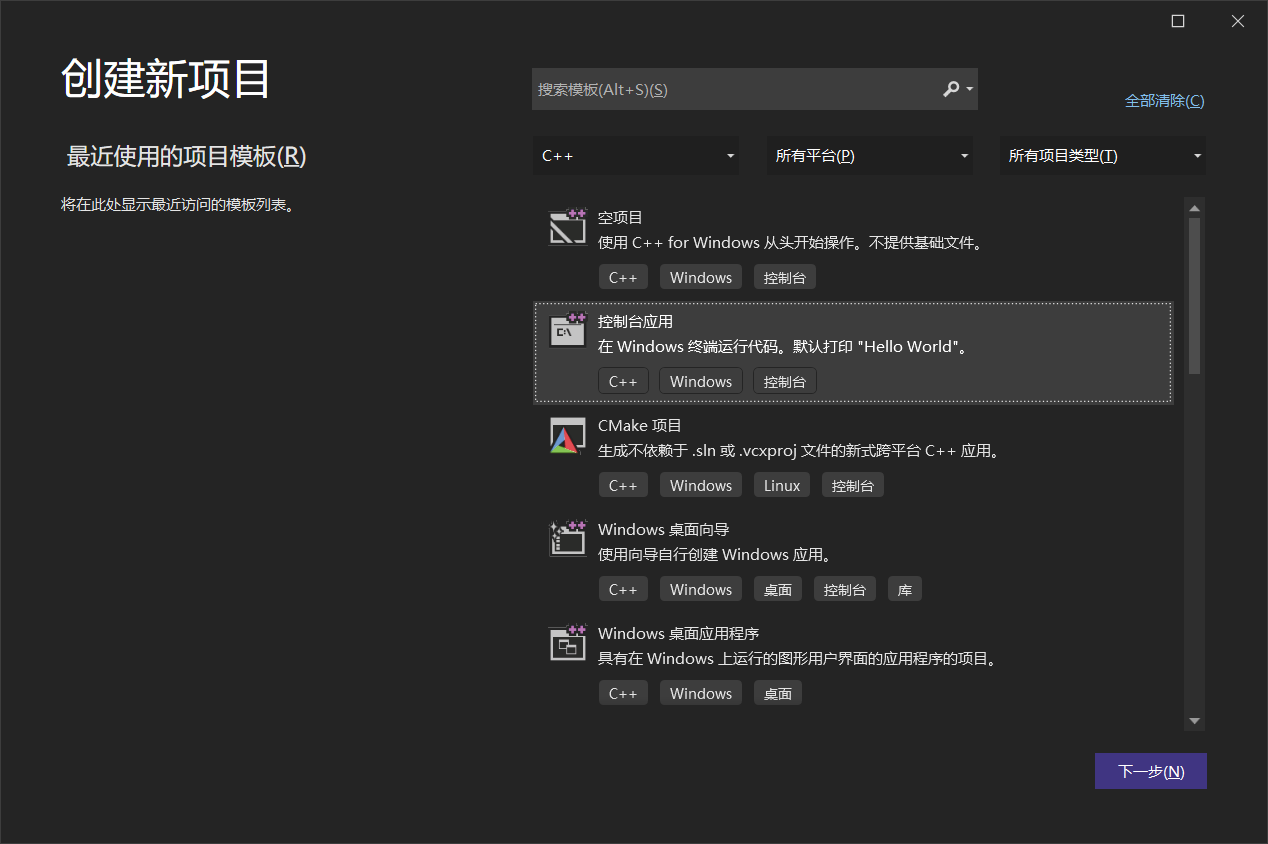 创建新项目
最近使用的项目模板(R)
将在此处显示最近访问的模板列表。
搜索模板(Alt+S)(S)
全部清除(C)
C++
所有平台(P)
所有项目类型(T)
空项目
使用 C++ for Windows 从头开始操作。不提供基础文件。
C++ Windows 控制台
控制台应用
在 Windows 终端运行代码。默认打印 "Hello World"。
C++ Windows 控制台
CMake 项目
生成不依赖于 .sln 或 .vcxproj 文件的新式跨平台 C++ 应用。
C++ Windows Linux 控制台
Windows 桌面向导
使用向导自行创建 Windows 应用。
C++ Windows 桌面 控制台 库
Windows 桌面应用程序
具有在 Windows 上运行的图形用户界面的应用程序的项目。
C++ Windows 桌面
下一步(N)